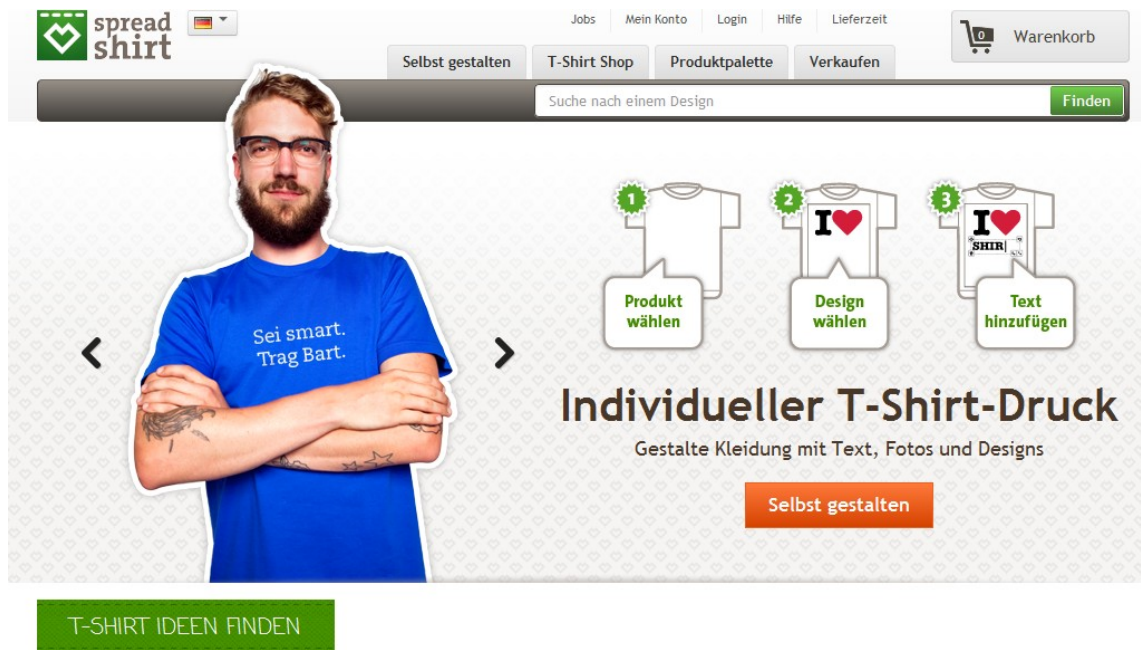 spread
shirt
Jobs
Mein Konto
Login
Hilfe
Lieferzeit
0
Warenkorb
Selbst gestalten
T-Shirt Shop
Produktpalette
Verkaufen
Suche nach einem Design
Finden
1
2
3
I
I
SHIR
Produkt
wählen
Design
wählen
Text
hinzufügen
Sei smart.
Trag Bart.
Individueller T-Shirt-Druck
Gestalte Kleidung mit Text, Fotos und Designs
Selbst gestalten
T-SHIRT IDEEN FINDEN